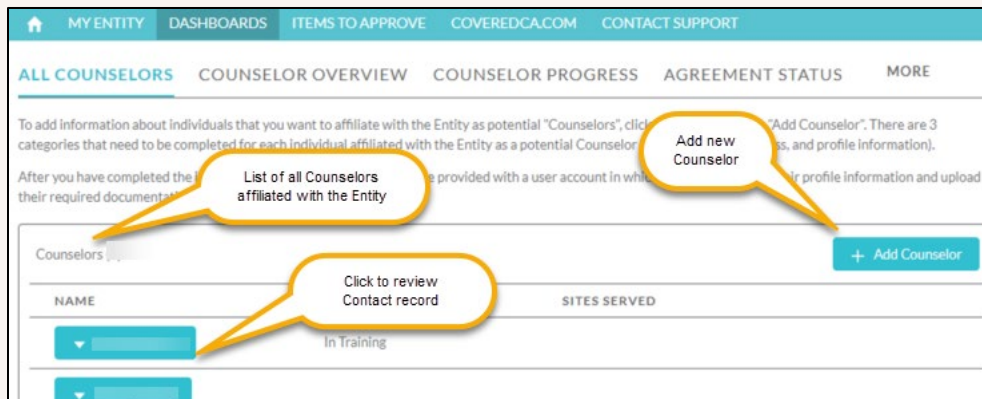 MY ENTITY DASHBOARDS ITEMS TO APPROVE COVEREDCA.COM CONTACT SUPPORT
ALL COUNSELORS COUNSELOR OVERVIEW COUNSELOR PROGRESS AGREEMENT STATUS MORE
To add information about individuals that you want to affiliate with the Entity as potential "Counselors", "Add Counselor". There are 3
categories that need to be completed for each individual affiliated with the Entity as a potential Counselor and profile information).
After you have completed the provided with a user account in profile information and upload
their required
Add new
Counselor
List of all Counselors
affiliated with the Entity
Counselors
+ Add Counselor
Click to review
Contact record
NAME SITES SERVED
In Training